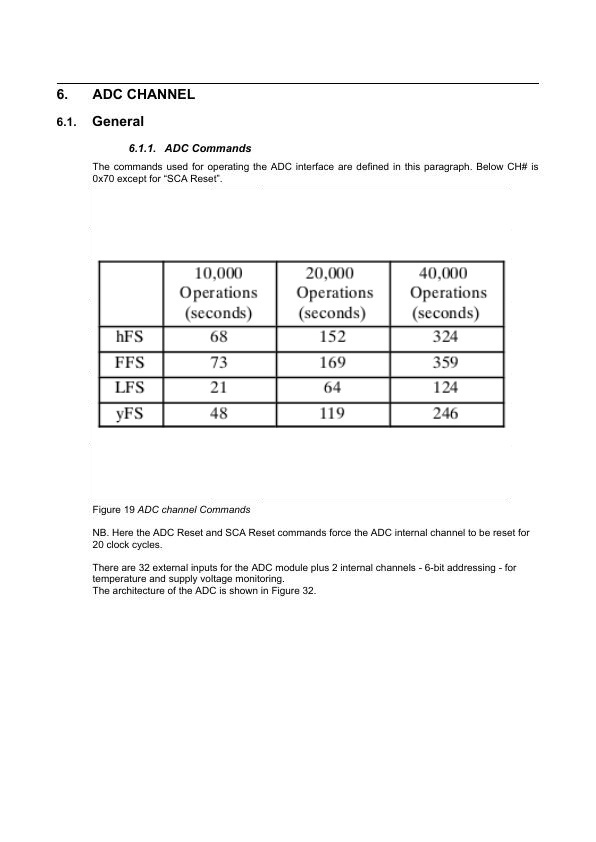 6. ADC CHANNEL
6.1. General
6.1.1. ADC Commands
The commands used for operating the ADC interface are defined in this paragraph. Below CH# is
0x70 except for “SCA Reset”.
10,000 20,000 40,000
Operations Operations Operations
(seconds) (seconds) (seconds)
hFS 68 152 324
FFS 73 169 359
LFS 21 64 124
yFS 48 119 246
Figure 19 ADC channel Commands
NB. Here the ADC Reset and SCA Reset commands force the ADC internal channel to be reset for
20 clock cycles.
There are 32 external inputs for the ADC module plus 2 internal channels - 6-bit addressing - for
temperature and supply voltage monitoring.
The architecture of the ADC is shown in Figure 32.